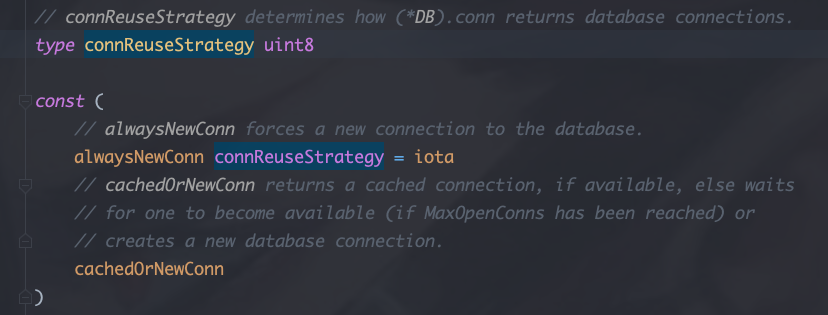 // connReuseStrategy determines how (*DB).conn returns database connections.
type connReuseStrategy uint8
const (
// alwaysNewConn forces a new connection to the database.
alwaysNewConn connReuseStrategy = iota
// cachedOrNewConn returns a cached connection, if available, else waits
// for one to become available (if MaxOpenConns has been reached) or
// creates a new database connection.
cachedOrNewConn
)